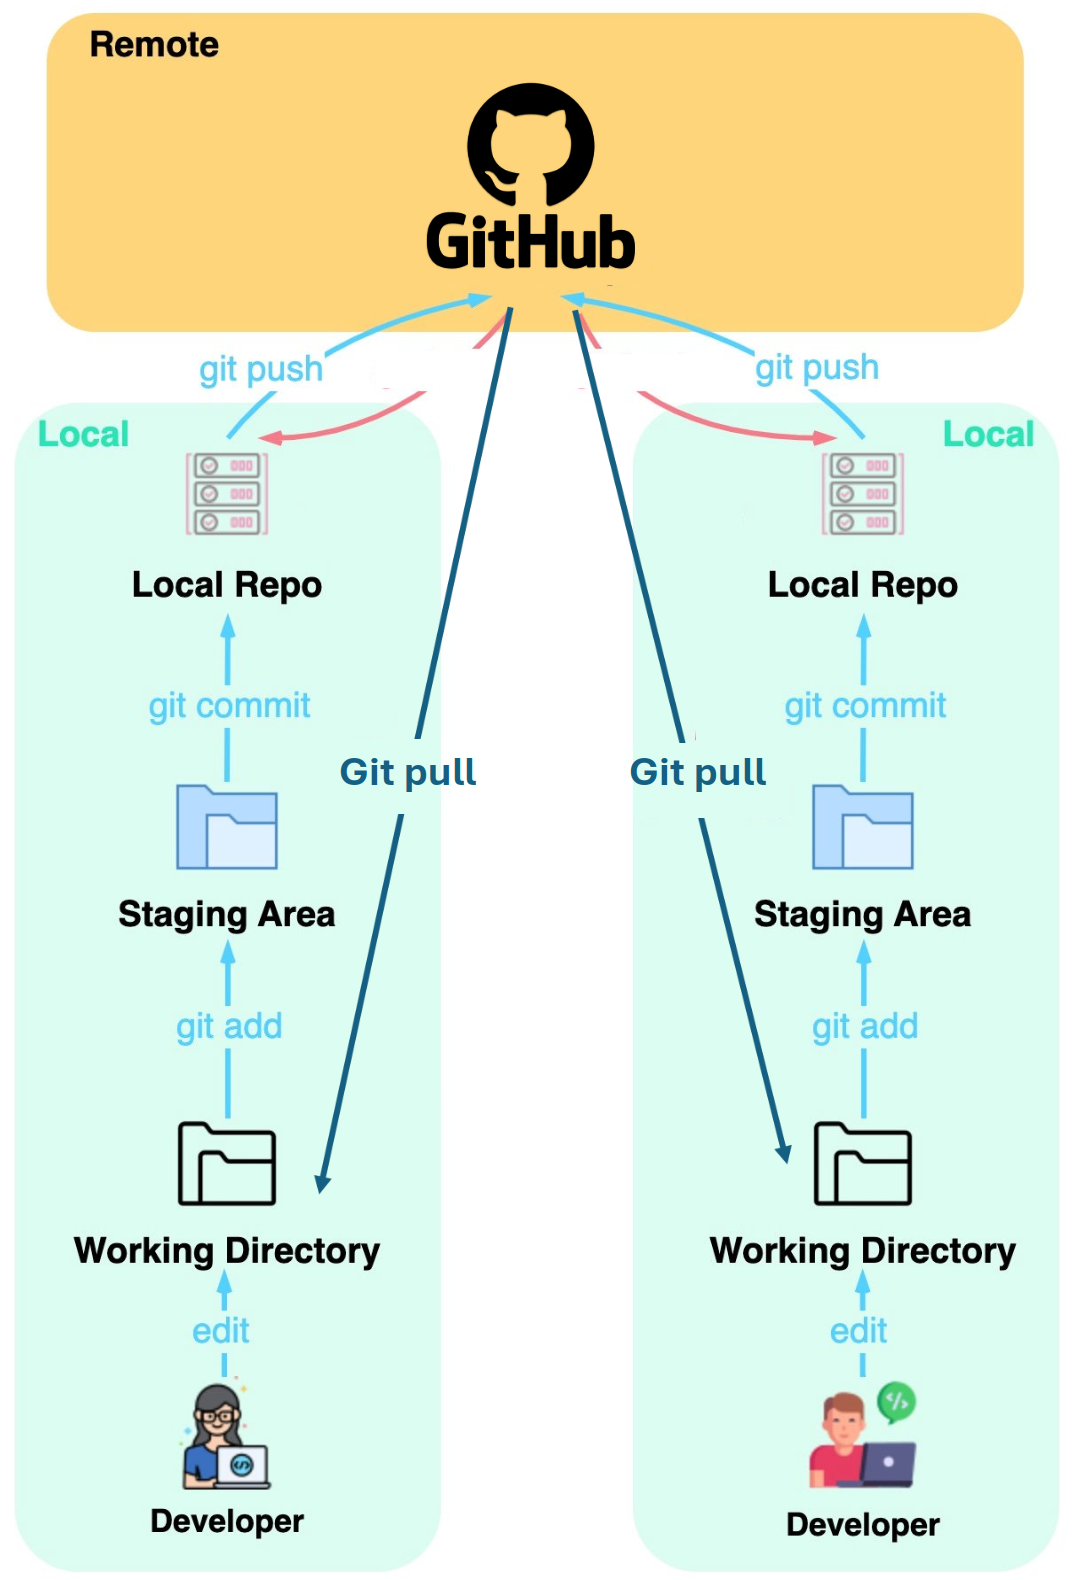 Remote
GitHub
git push
git push
Local
Local
Local Repo
Local Repo
git commit
git commit
Git pull
Git pull
Staging Area
Staging Area
git add
git add
Working Directory
Working Directory
edit
edit
</>
Developer
Developer